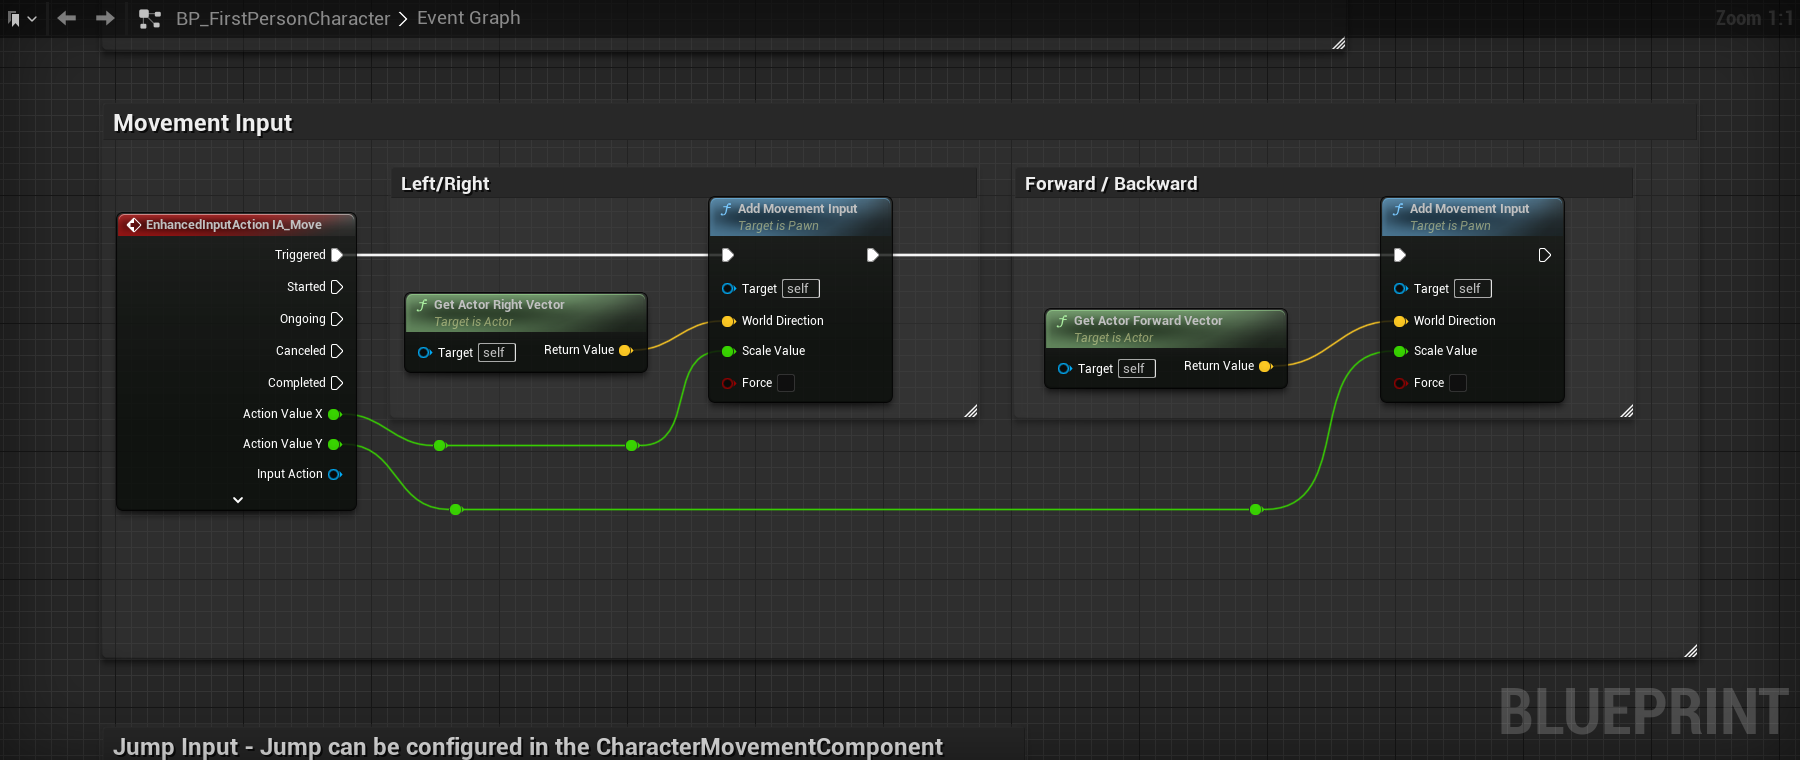 BP_FirstPersonCharacter > Event Graph
Zoom 1:1
Movement Input
Left/Right
Forward / Backward
EnhancedInputAction IA_Move
Triggered
Started
Ongoing
Canceled
Completed
Action Value X
Action Value Y
Input Action
Get Actor Right Vector
Target is Actor
Target self
Return Value
Add Movement Input
Target is Pawn
Target self
World Direction
Scale Value
Force
Get Actor Forward Vector
Target is Actor
Target self
Return Value
Add Movement Input
Target is Pawn
Target self
World Direction
Scale Value
Force
BLUEPRINT
Jump Input - Jump can be configured in the CharacterMovementComponent